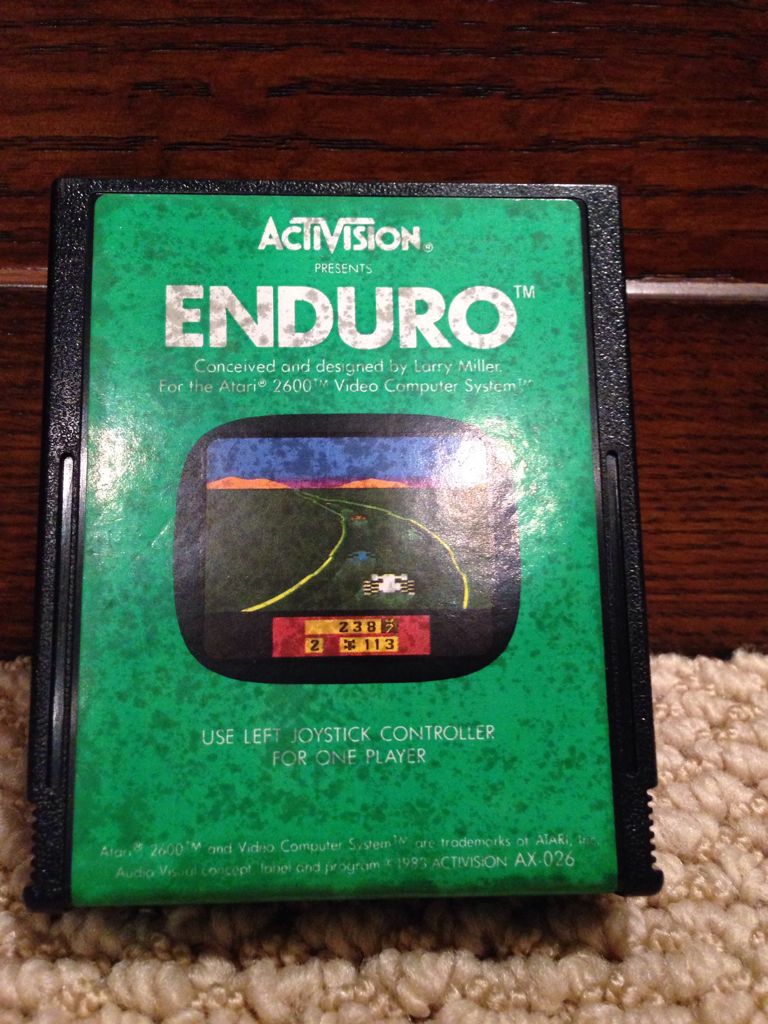 ACTIVISION®
PRESENTS
ENDURO™
Conceived and designed by Larry Miller.
For the Atari® 2600™ Video Computer System™
238
2 113
USE LEFT JOYSTICK CONTROLLER
FOR ONE PLAYER
Atari® 2600™ and Video Computer System™ are trademarks of ATARI, Inc.
Audio Visual concept, label and program © 1983 ACTIVISION AX-026